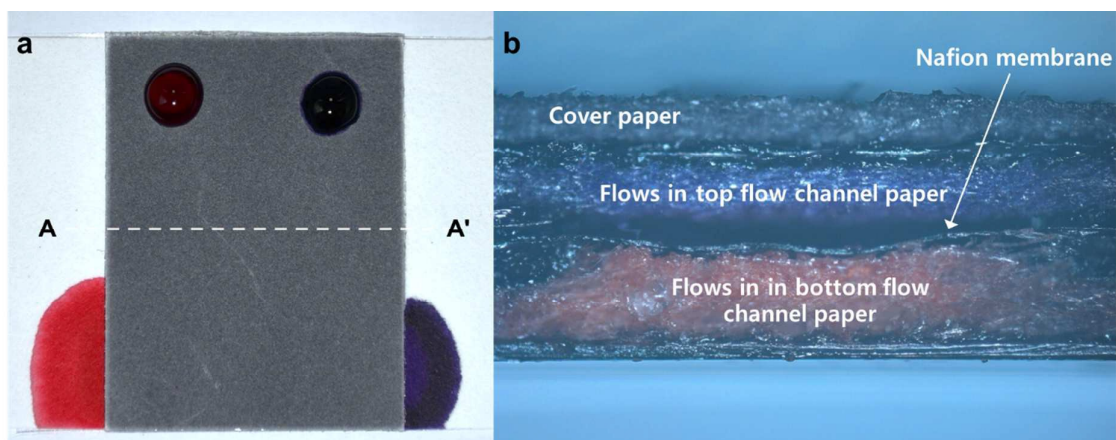 a
A
A'
b
Nafion membrane
Cover paper
Flows in top flow channel paper
Flows in in bottom flow
channel paper